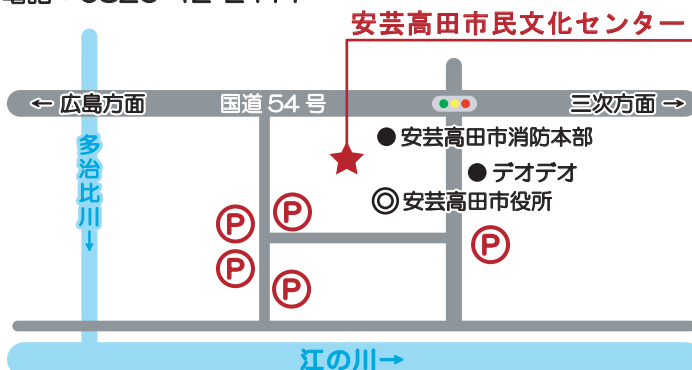 安芸高田市民文化センター
← 広島方面
国道54号
三次方面 →
多治比川→
●安芸高田市消防本部
●デオデオ
◎安芸高田市役所
P
P
P
P
P
江の川→